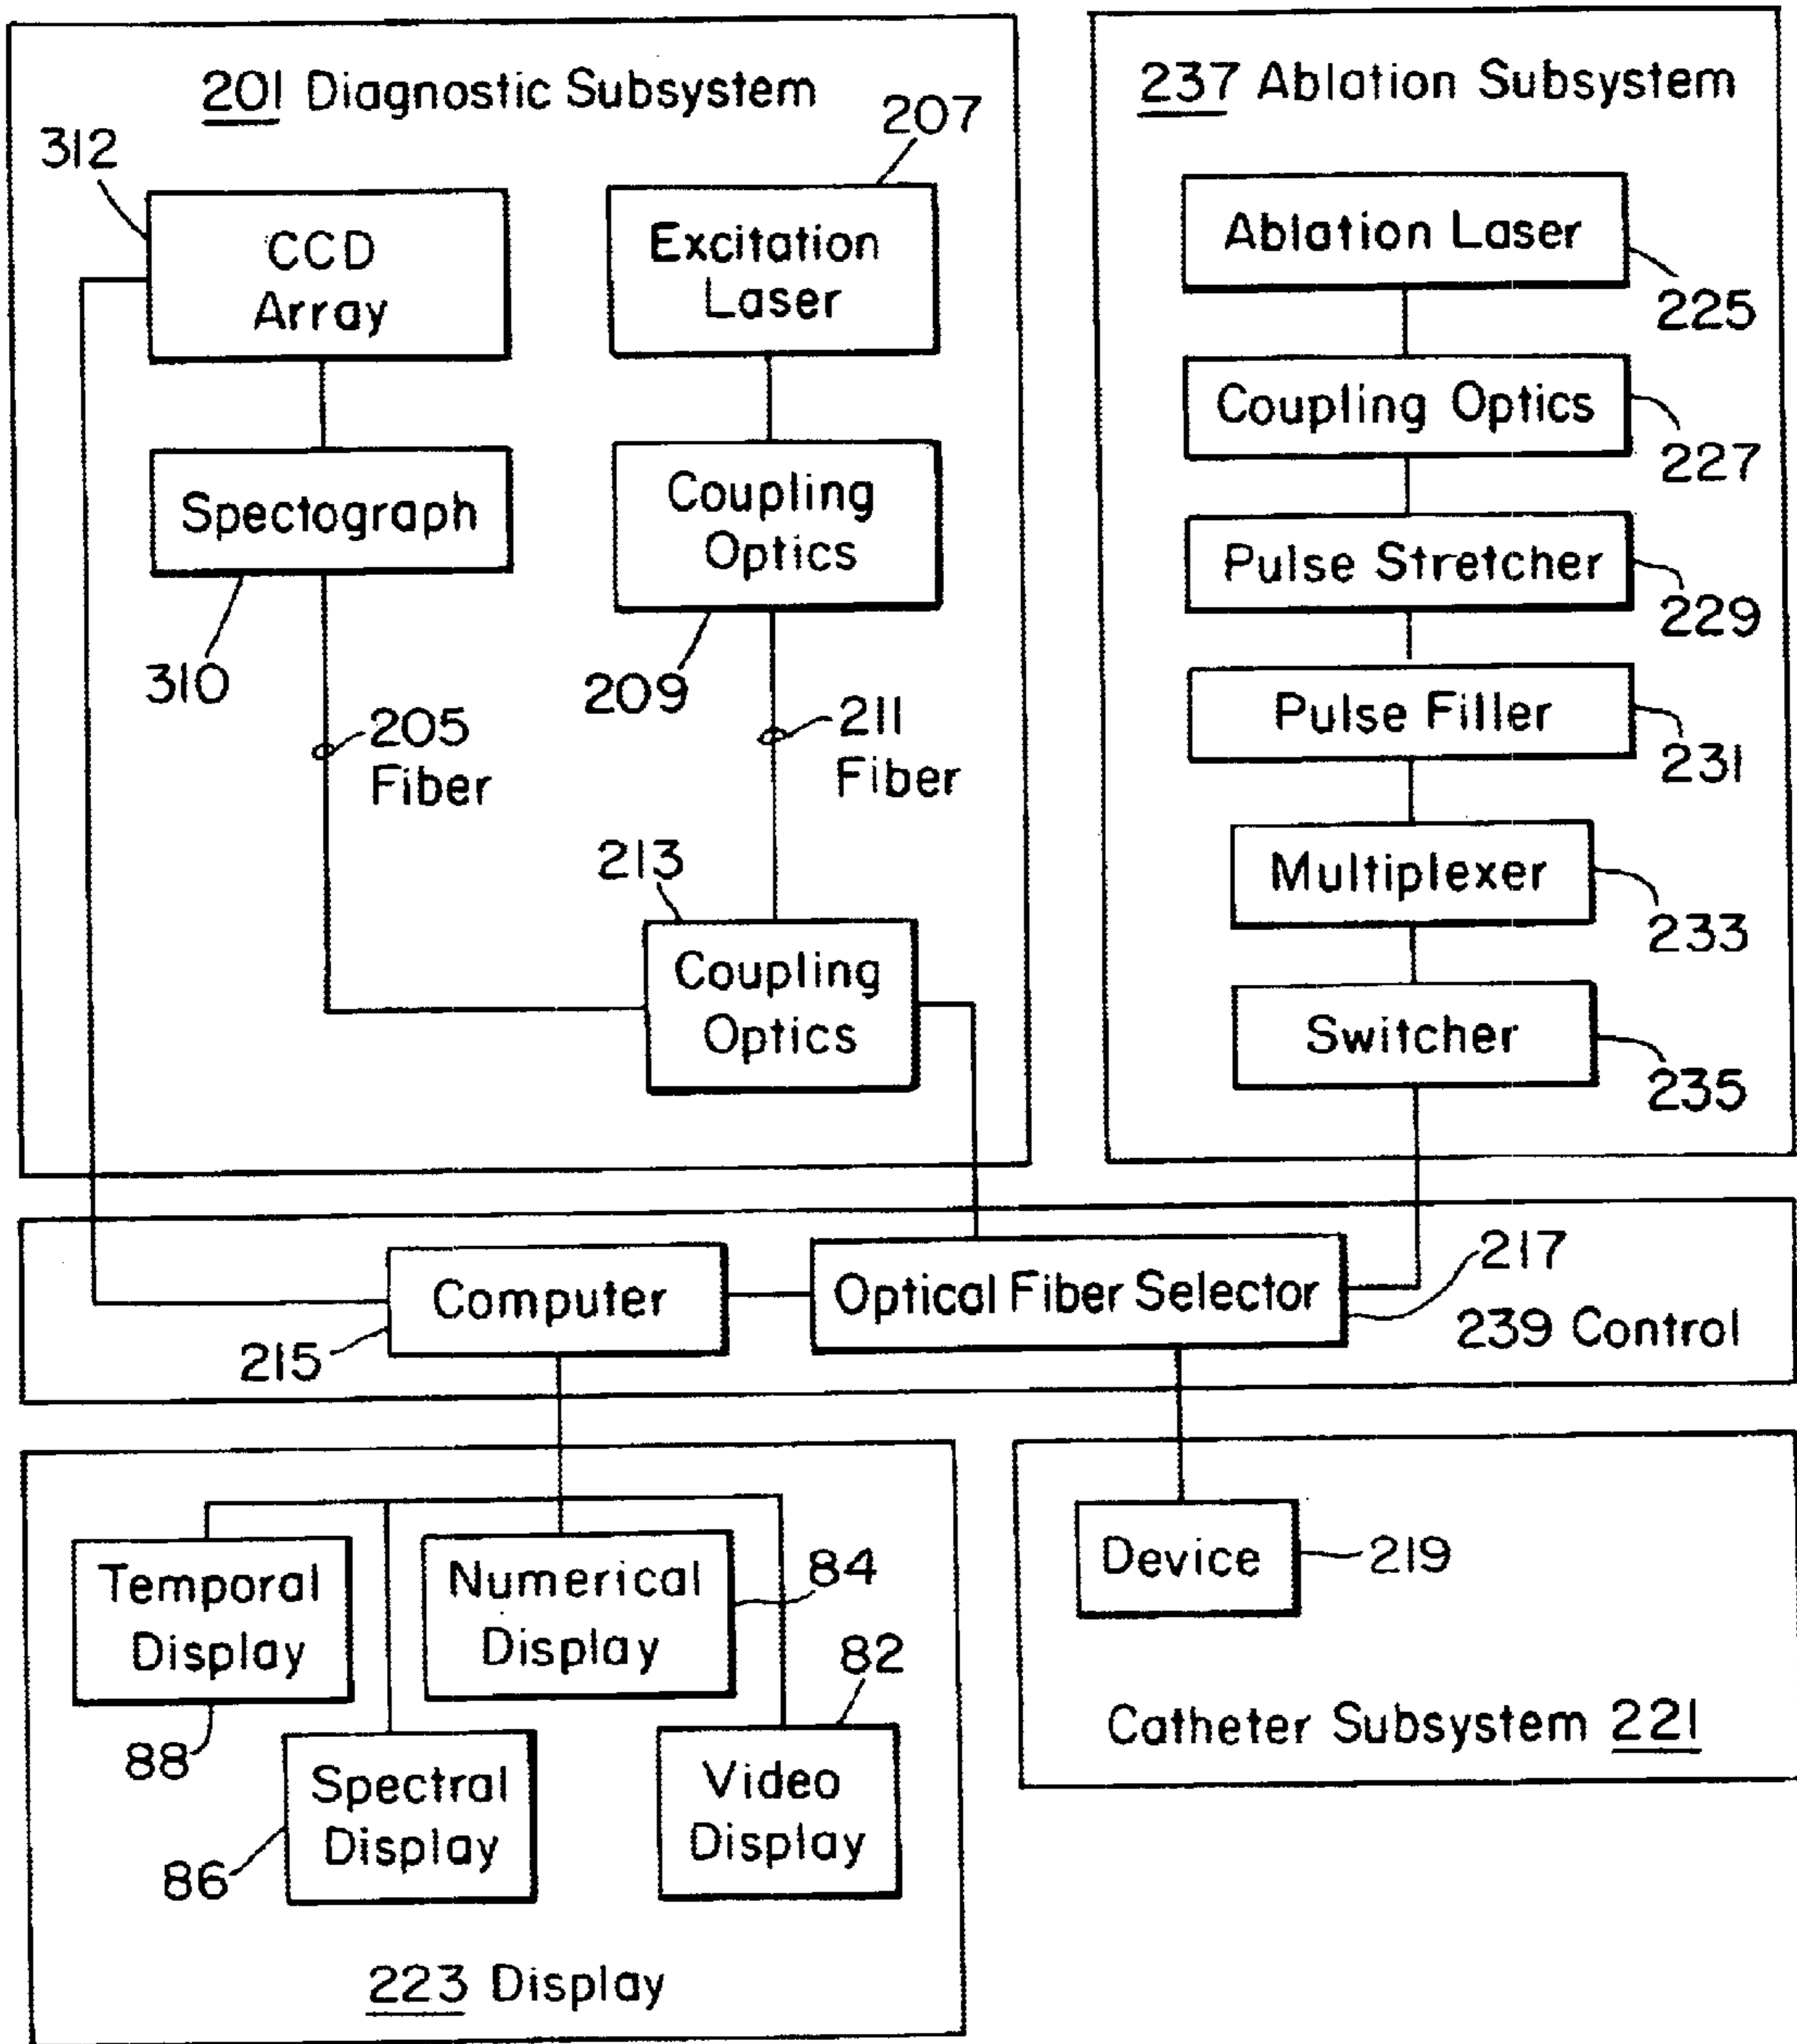 201 Diagnostic Subsystem
312
207
CCD
Array
Excitation
Laser
Spectograph
Coupling
Optics
310
209
205
Fiber
211
Fiber
213
Coupling
Optics
237 Ablation Subsystem
Ablation Laser
225
Coupling Optics
227
Pulse Stretcher
229
Pulse Filler
231
Multiplexer
233
Switcher
235
Computer
215
Optical Fiber Selector
217
239 Control
Temporal
Display
88
Numerical
Display
84
82
Spectral
Display
86
Video
Display
223 Display
Device
219
Catheter Subsystem 221